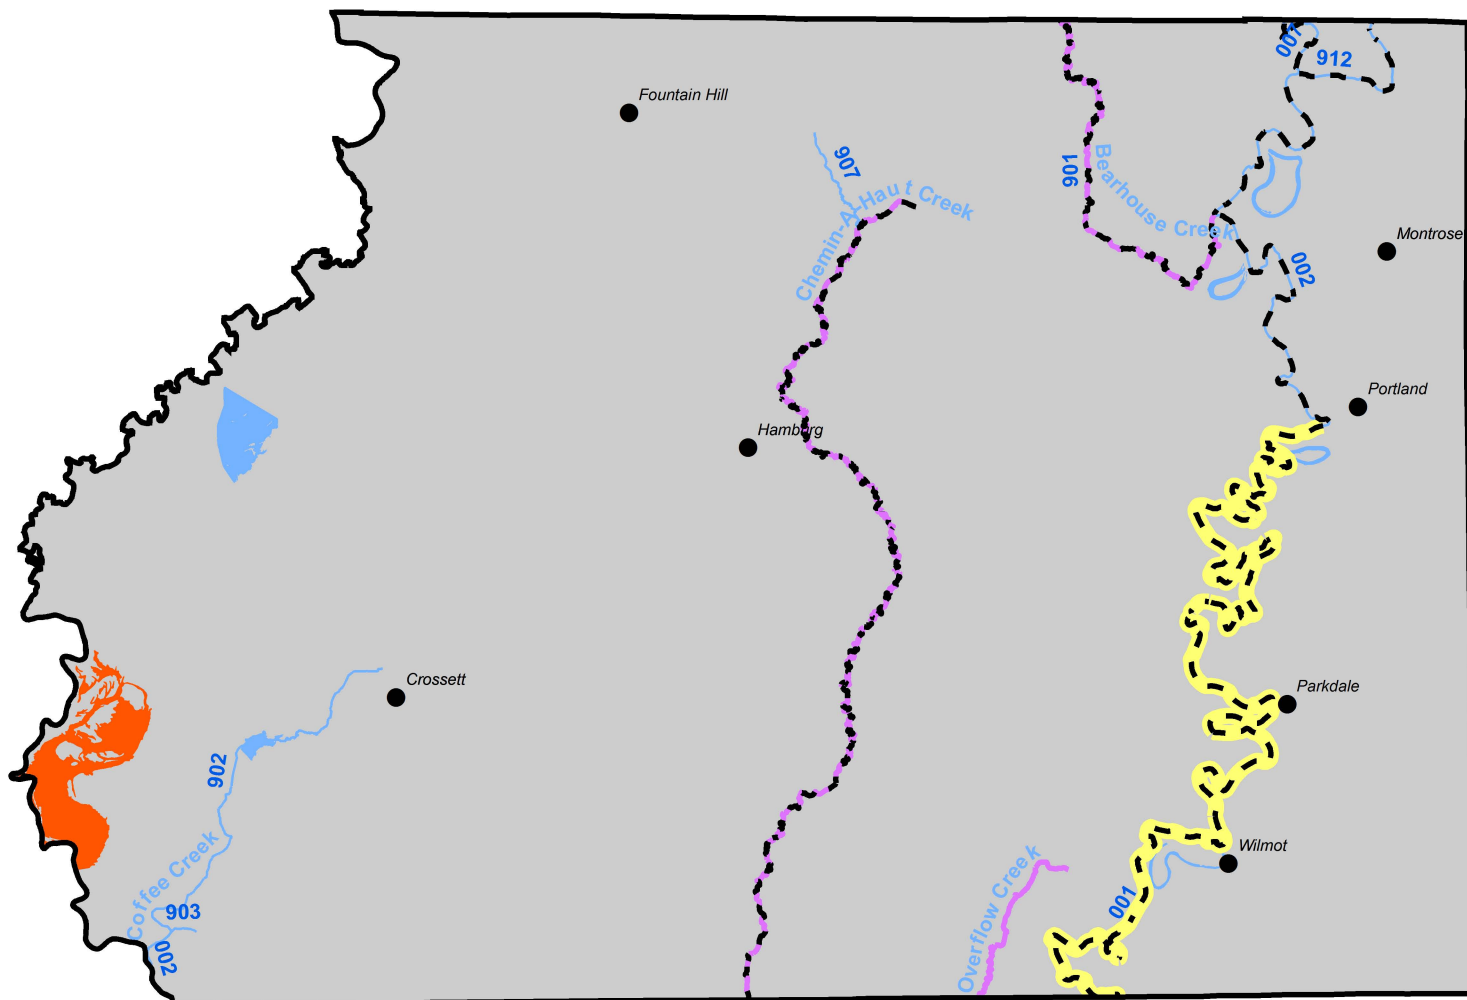 007
912
Fountain Hill
907
901
Bearhouse Creek
Chemin-A-Haut Creek
Montrose
002
Portland
Hamburg
Crossett
Parkdale
902
Wilmot
Coffee Creek
Overflow Creek
001
903
002